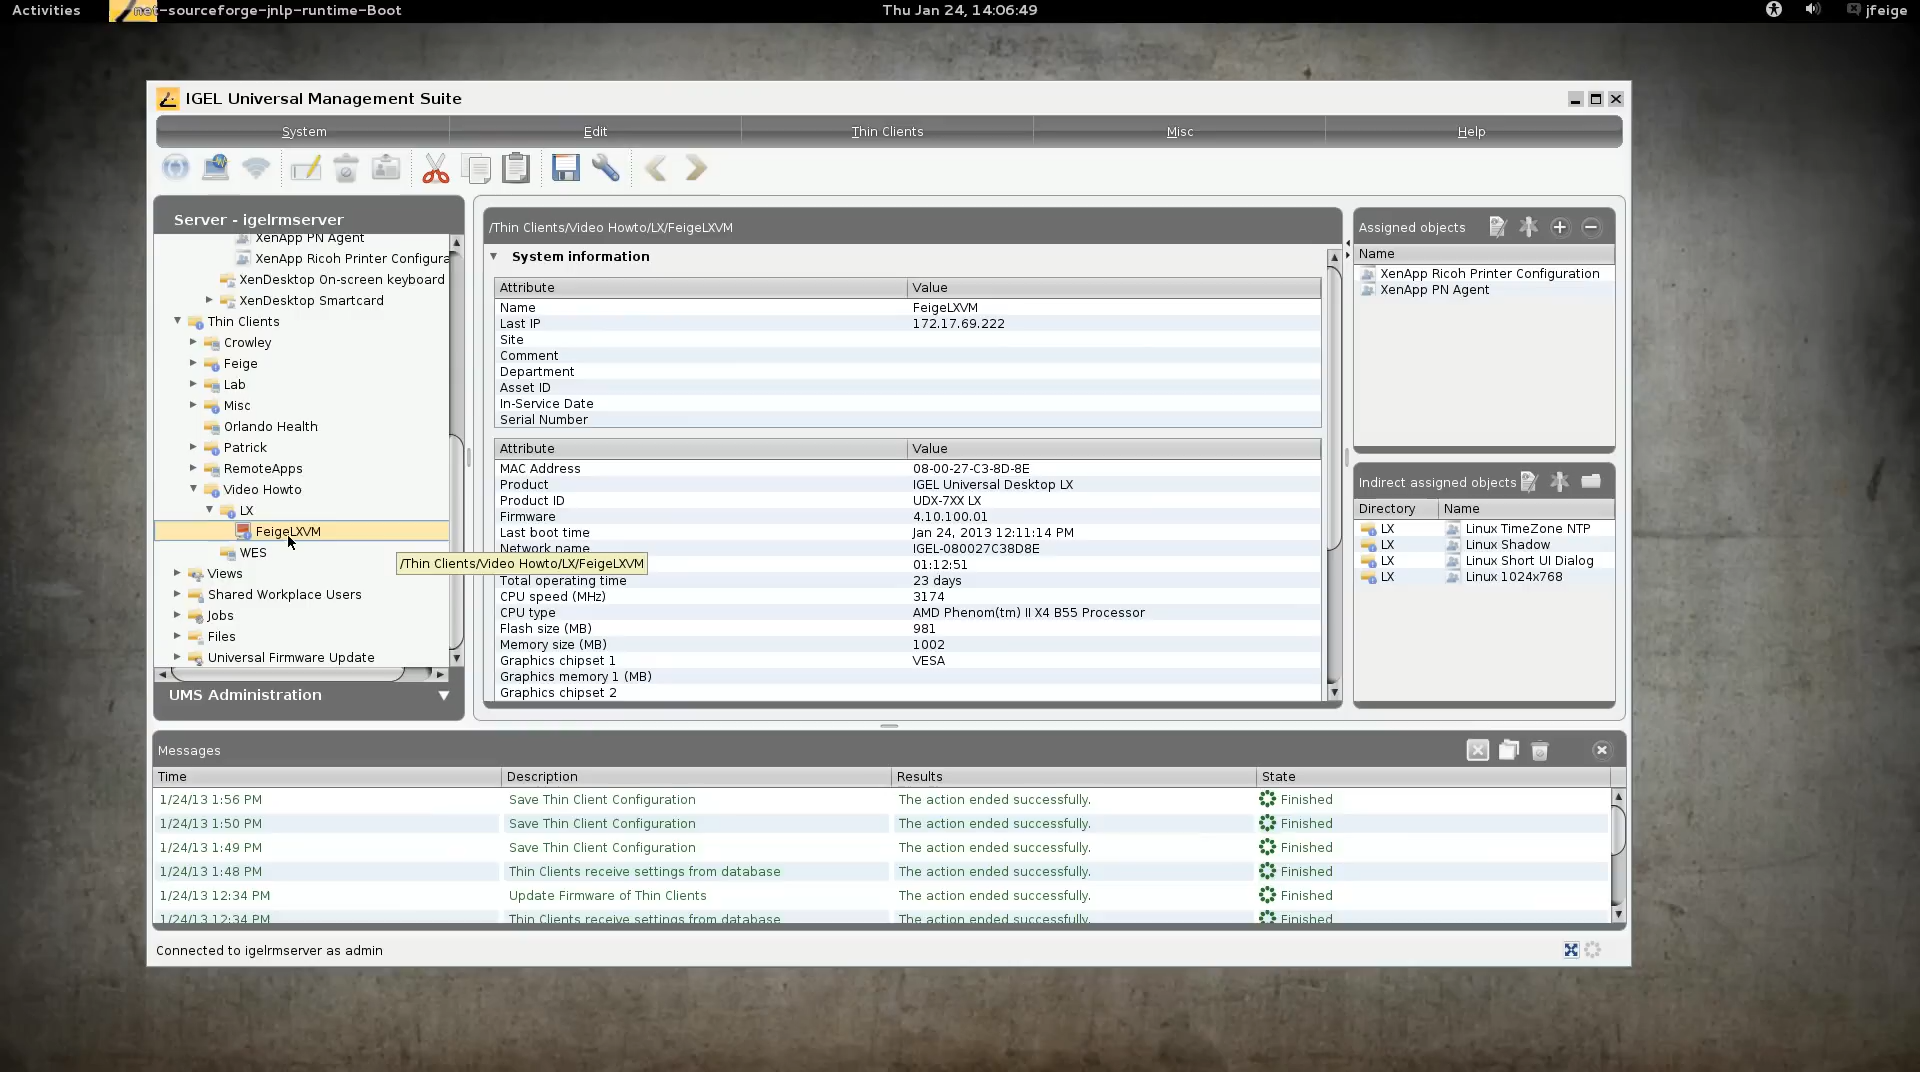 Activities
net-sourceforge-jnlp-runtime-Boot
Thu Jan 24, 14:06:49
jfeige
IGEL Universal Management Suite
System Edit Thin Clients Misc Help
Server - igelrmserver
XenApp PN Agent
XenApp Ricoh Printer Configura
XenDesktop On-screen keyboard
XenDesktop Smartcard
Thin Clients
Crowley
Feige
Lab
Misc
Orlando Health
Patrick
RemoteApps
Video Howto
LX
FeigeLXVM
WES
/Thin Clients/Video Howto/LX/FeigeLXVM
Views
Shared Workplace Users
Jobs
Files
Universal Firmware Update
UMS Administration
/Thin Clients/Video Howto/LX/FeigeLXVM
System information
Attribute Value
Name FeigeLXVM
Last IP 172.17.69.222
Site
Comment
Department
Asset ID
In-Service Date
Serial Number
Attribute Value
MAC Address 08-00-27-C3-8D-8E
Product IGEL Universal Desktop LX
Product ID UDX-7XX LX
Firmware 4.10.100.01
Last boot time Jan 24, 2013 12:11:14 PM
Network name IGEL-080027C38D8E
01:12:51
Total operating time 23 days
CPU speed (MHz) 3174
CPU type AMD Phenom(tm) II X4 B55 Processor
Flash size (MB) 981
Memory size (MB) 1002
Graphics chipset 1 VESA
Graphics memory 1 (MB)
Graphics chipset 2
Assigned objects
Name
XenApp Ricoh Printer Configuration
XenApp PN Agent
Indirect assigned objects
Directory Name
LX Linux TimeZone NTP
LX Linux Shadow
LX Linux Short UI Dialog
LX Linux 1024x768
Messages
Time Description Results State
1/24/13 1:56 PM Save Thin Client Configuration The action ended successfully. Finished
1/24/13 1:50 PM Save Thin Client Configuration The action ended successfully. Finished
1/24/13 1:49 PM Save Thin Client Configuration The action ended successfully. Finished
1/24/13 1:48 PM Thin Clients receive settings from database The action ended successfully. Finished
1/24/13 12:34 PM Update Firmware of Thin Clients The action ended successfully. Finished
1/24/13 12:34 PM Thin Clients receive settings from database The action ended successfully. Finished
Connected to igelrmserver as admin